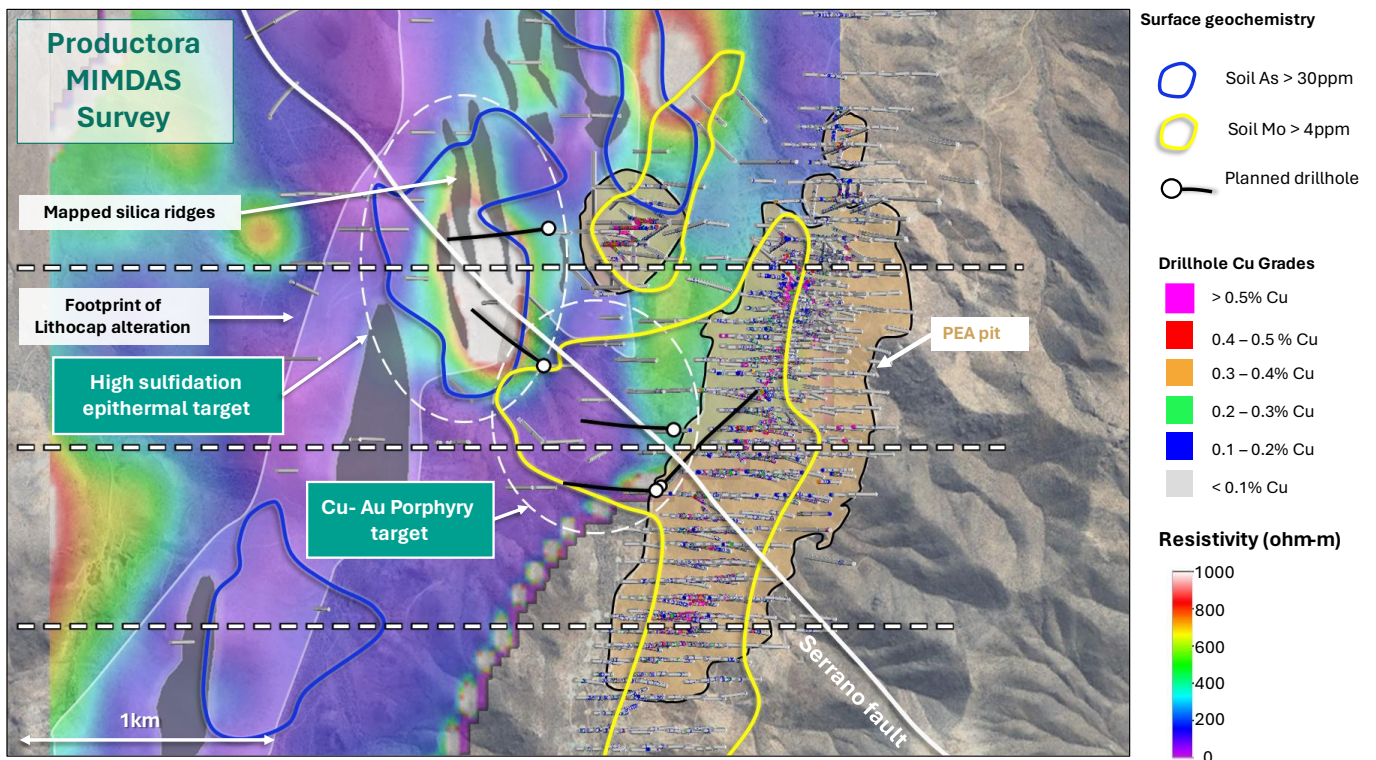 Productora
MIMDAS
Survey
Mapped silica ridges
Footprint of
Lithocap alteration
High sulfidation
epithermal target
Cu- Au Porphyry
target
PEA pit
Serrano fault
1km
Surface geochemistry
Soil As > 30ppm
Soil Mo > 4ppm
Planned drillhole
Drillhole Cu Grades
> 0.5% Cu
0.4 – 0.5 % Cu
0.3 – 0.4% Cu
0.2 – 0.3% Cu
0.1 – 0.2% Cu
< 0.1% Cu
Resistivity (ohm-m)
1000
800
600
400
200
0